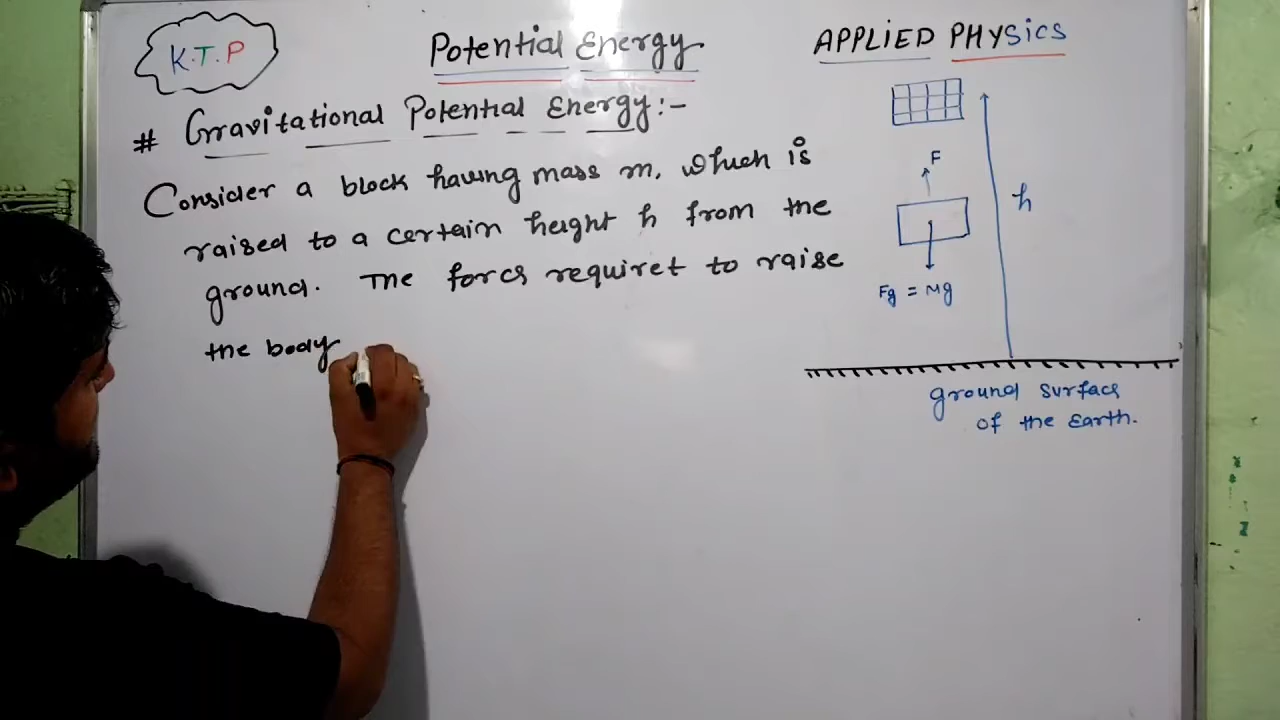 K.T.P
Potential Energy
APPLIED PHYSICS
# Gravitational Potential Energy:-
Consider a block having mass m, which is
raised to a certain height h from the
ground. The force requiret to raise
the body
F
h
Fg = Mg
ground surface
of the Earth.